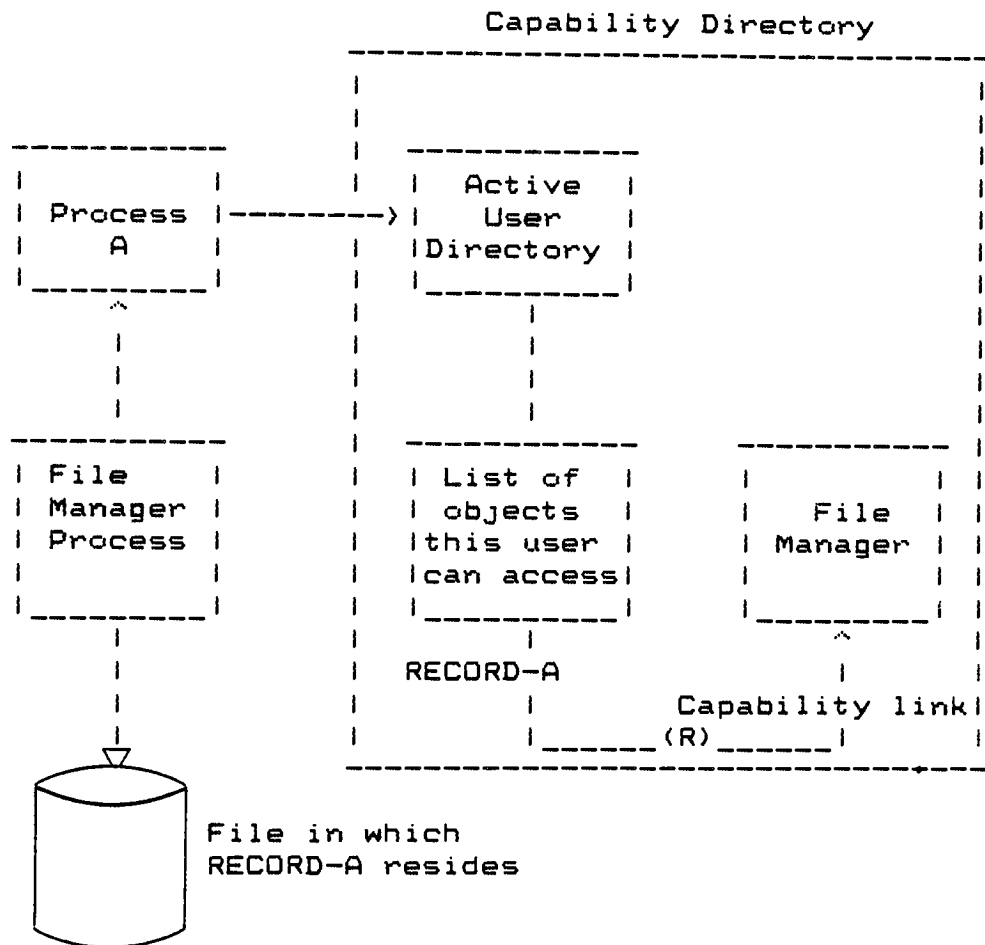 Capability Directory
Process
A
Active
User
Directory
File
Manager
Process
List of
objects
this user
can access
File
Manager
RECORD-A
Capability link
(R)
File in which
RECORD-A resides